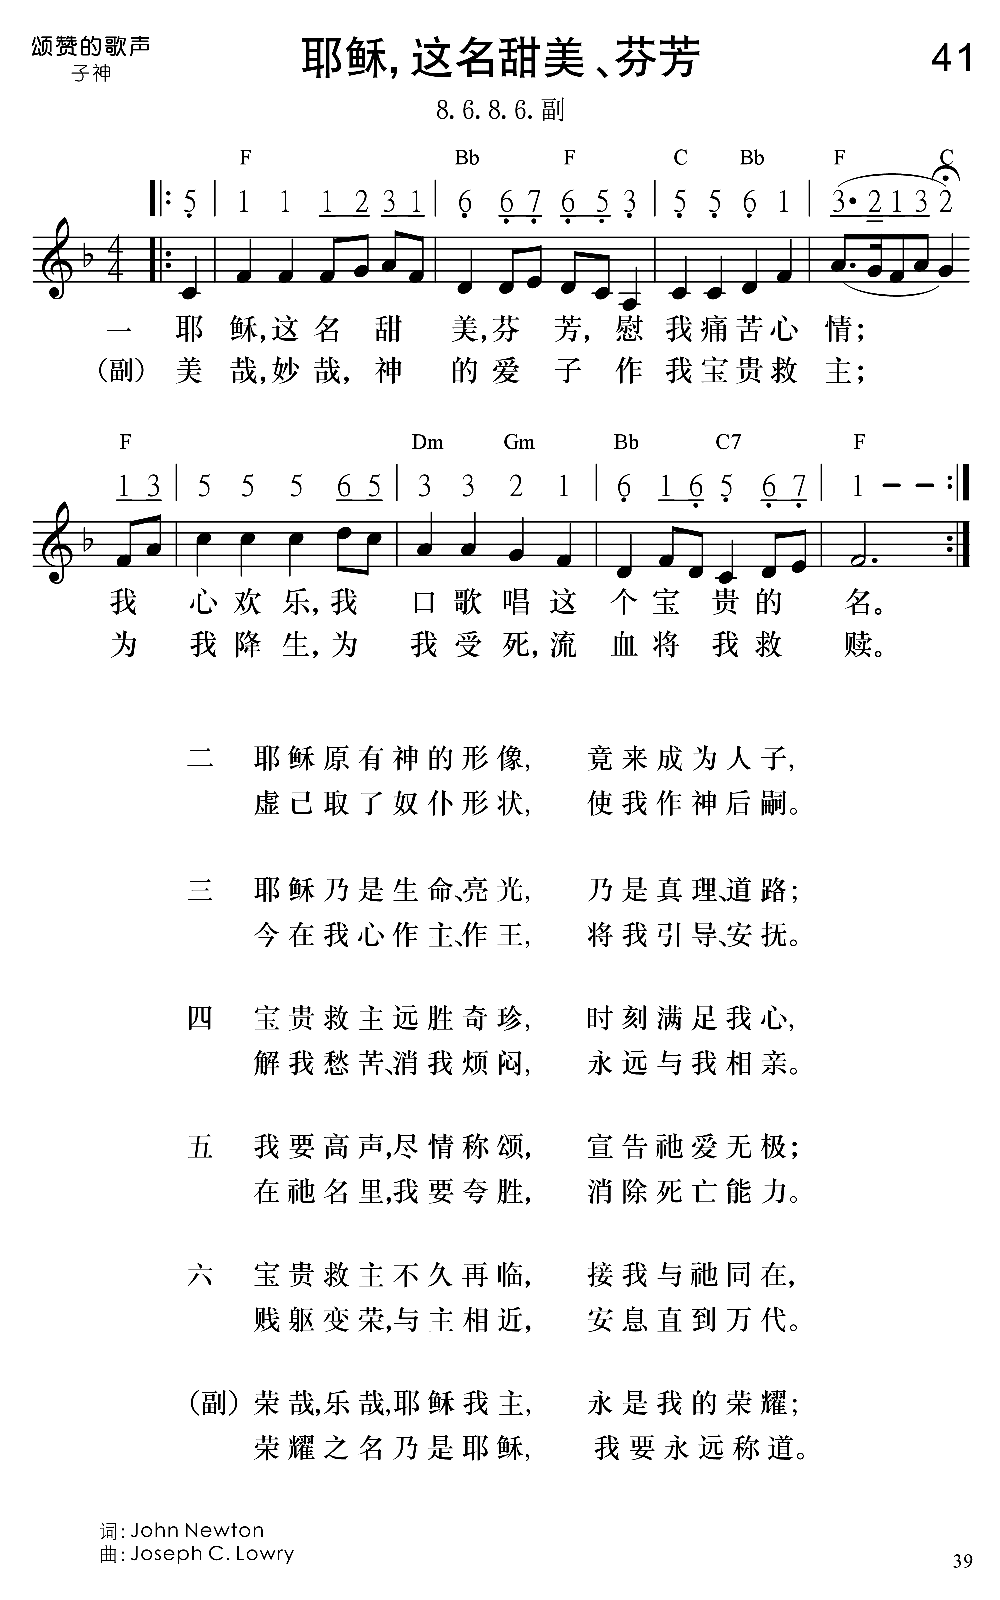 颂赞的歌声
子神
耶稣,这名甜美、芬芳
41
8.6.8.6.副
F Bb F C Bb F C
5 | 1 1 1 2 3 1 | 6 6 7 6 5 3 | 5 5 6 1 | 3· 2 1 3 2
4
4
一 耶稣,这名甜美,芬芳,慰我痛苦心情;
(副) 美哉,妙哉,神的爱子作我宝贵救主;
F Dm Gm Bb C7 F
1 3 | 5 5 5 6 5 | 3 3 2 1 | 6 1 6 5 6 7 | 1 – –
我心欢乐,我口歌唱这个宝贵的名。
为我降生,为我受死,流血将我救赎。
二 耶稣原有神的形像, 竟来成为人子,
虚己取了奴仆形状, 使我作神后嗣。
三 耶稣乃是生命、亮光, 乃是真理、道路;
今在我心作主、作王, 将我引导、安抚。
四 宝贵救主远胜奇珍, 时刻满足我心,
解我愁苦、消我烦闷, 永远与我相亲。
五 我要高声,尽情称颂, 宣告祂爱无极;
在祂名里,我要夸胜, 消除死亡能力。
六 宝贵救主不久再临, 接我与祂同在,
贱躯变荣,与主相近, 安息直到万代。
(副) 荣哉,乐哉,耶稣我主, 永是我的荣耀;
荣耀之名乃是耶稣, 我要永远称道。
词: John Newton
曲: Joseph C. Lowry
39